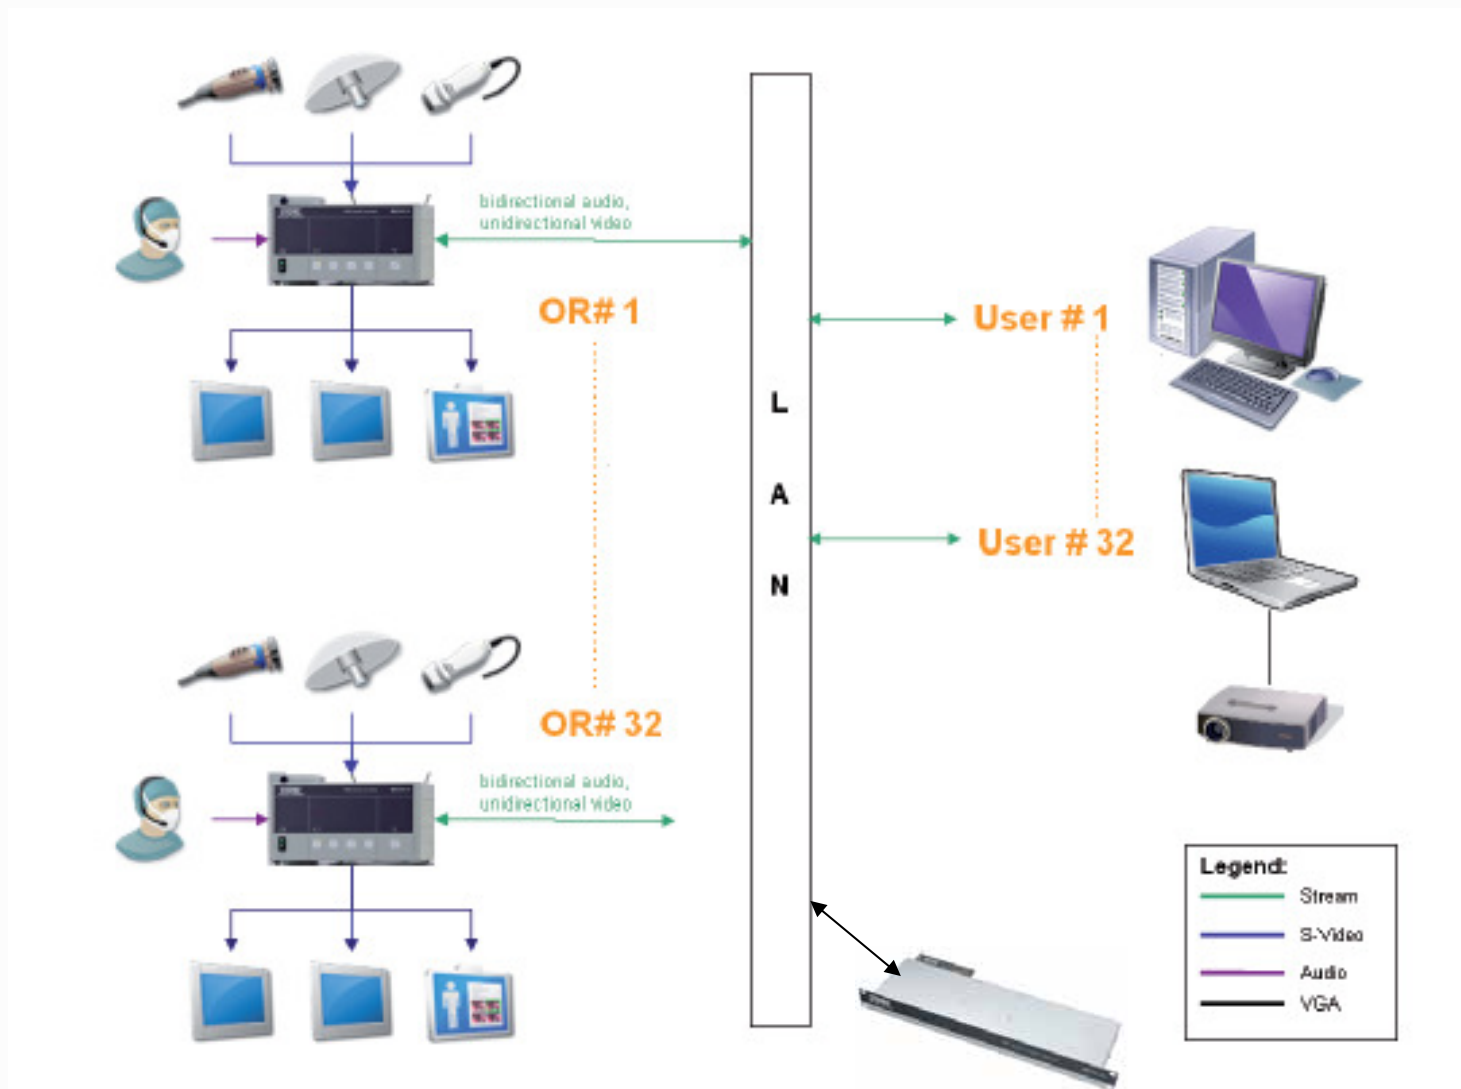 bidirectional audio,
unidirectional video
OR# 1
L
A
N
User # 1
User # 32
OR# 32
bidirectional audio,
unidirectional video
Legend:
Stream
S-Video
Audio
VGA